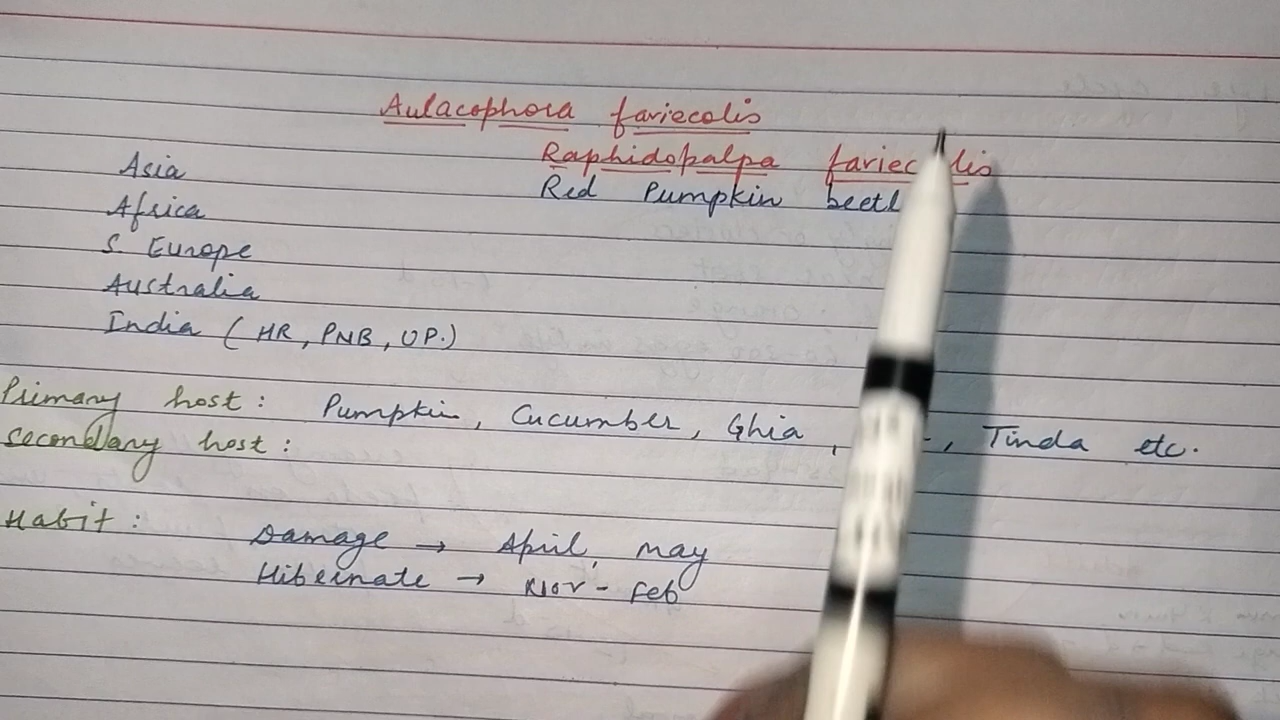 Aulacophora faviecolis
Raphidopalpa faviec lis
Red Pumpkin beetl
Asia
Africa
S. Europe
Australia
India (HR, PNB, UP.)
Primary host: Pumpkin, Cucumber, Ghia, , Tinda etc.
secondary host:
Habit:
Damage → April, may
Hibernate → Nov - Feb